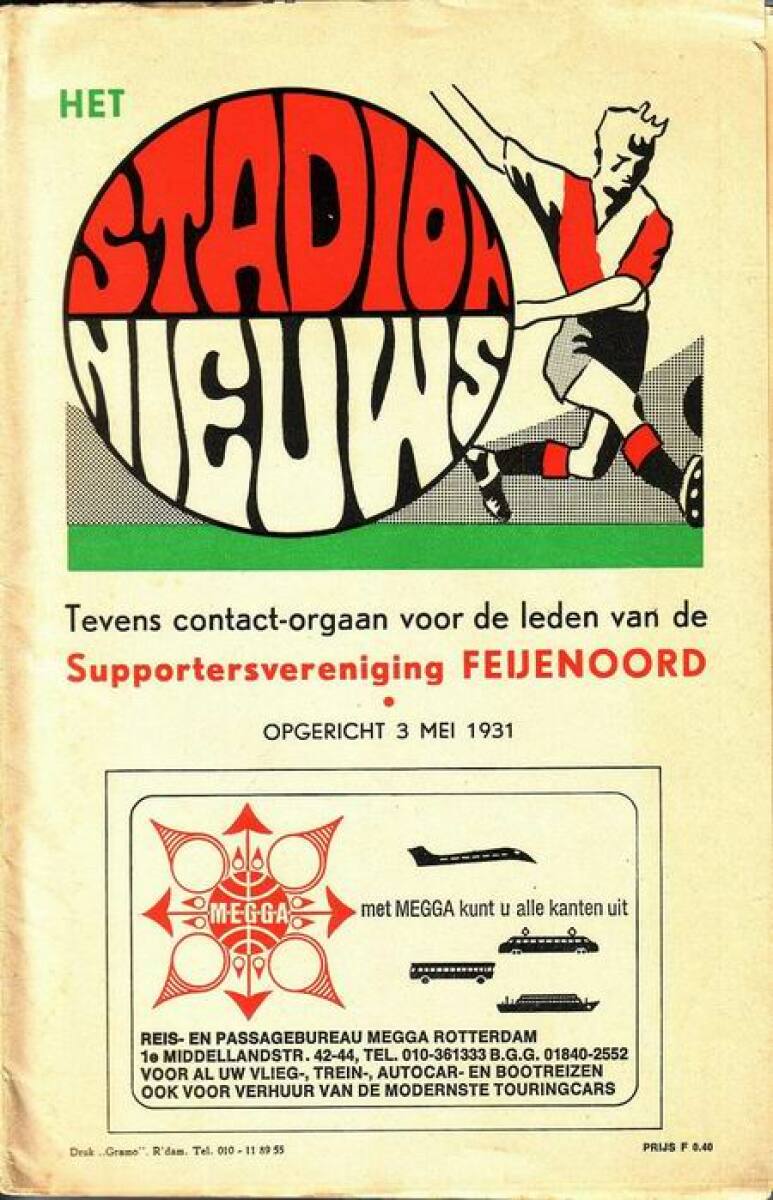 HET
STADION
NIEUWS
Tevens contact-orgaan voor de leden van de
Supportersvereniging FEIJENOORD
OPGERICHT 3 MEI 1931
MEGGA
met MEGGA kunt u alle kanten uit
REIS- EN PASSAGEBUREAU MEGGA ROTTERDAM
1e MIDDELLANDSTR. 42-44, TEL. 010-361333 B.G.G. 01840-2552
VOOR AL UW VLIEG-, TREIN-, AUTOCAR- EN BOOTREIZEN
OOK VOOR VERHUUR VAN DE MODERNSTE TOURINGCARS
Druk „Gramo”. R'dam. Tel. 010 - 11 89 55
PRIJS F 0.40